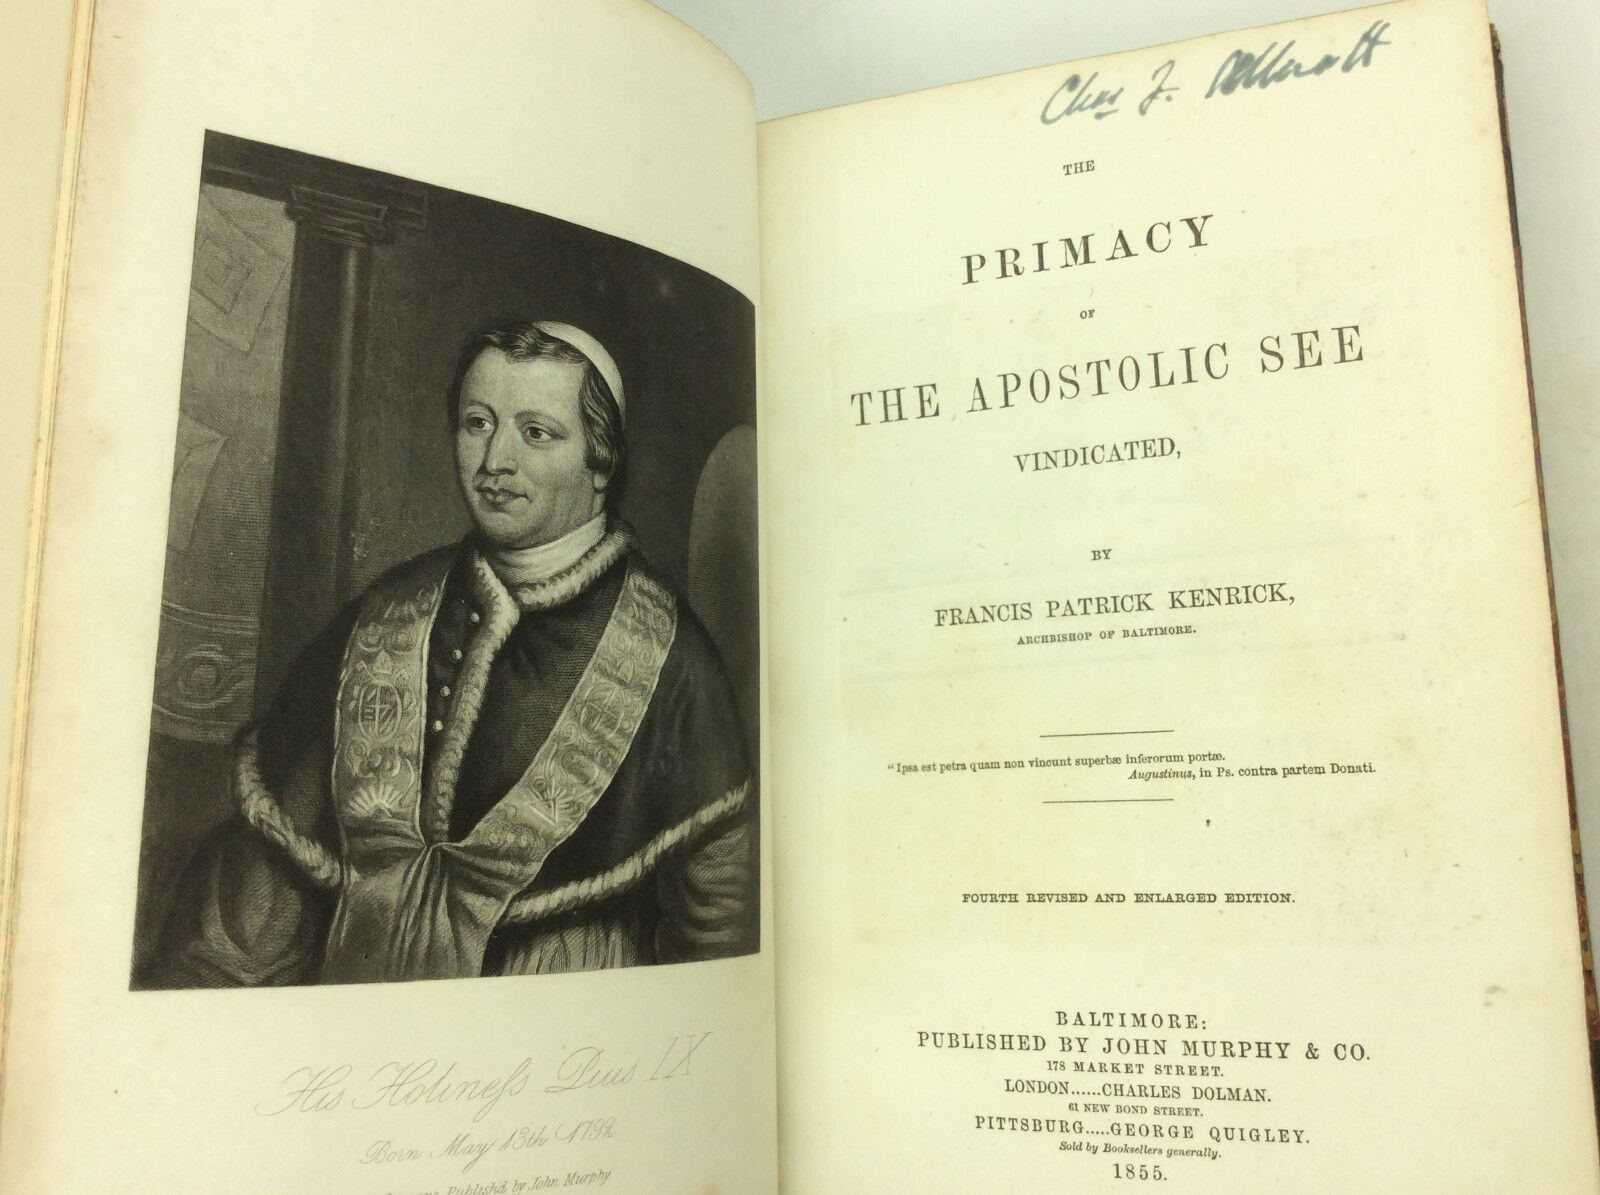 His Holineſs Pius IX
Born May 13th 1792
Publish'd by John Murphy
Chas J.
THE
PRIMACY
OF
THE APOSTOLIC SEE
VINDICATED,
BY
FRANCIS PATRICK KENRICK,
ARCHBISHOP OF BALTIMORE.
"Ipsa est petra quam non vincunt superbæ inferorum portæ.
Augustinus, in Ps. contra partem Donati.
FOURTH REVISED AND ENLARGED EDITION.
BALTIMORE:
PUBLISHED BY JOHN MURPHY & CO.
178 MARKET STREET.
LONDON......CHARLES DOLMAN.
61 NEW BOND STREET.
PITTSBURG.....GEORGE QUIGLEY.
Sold by Booksellers generally.
1855.